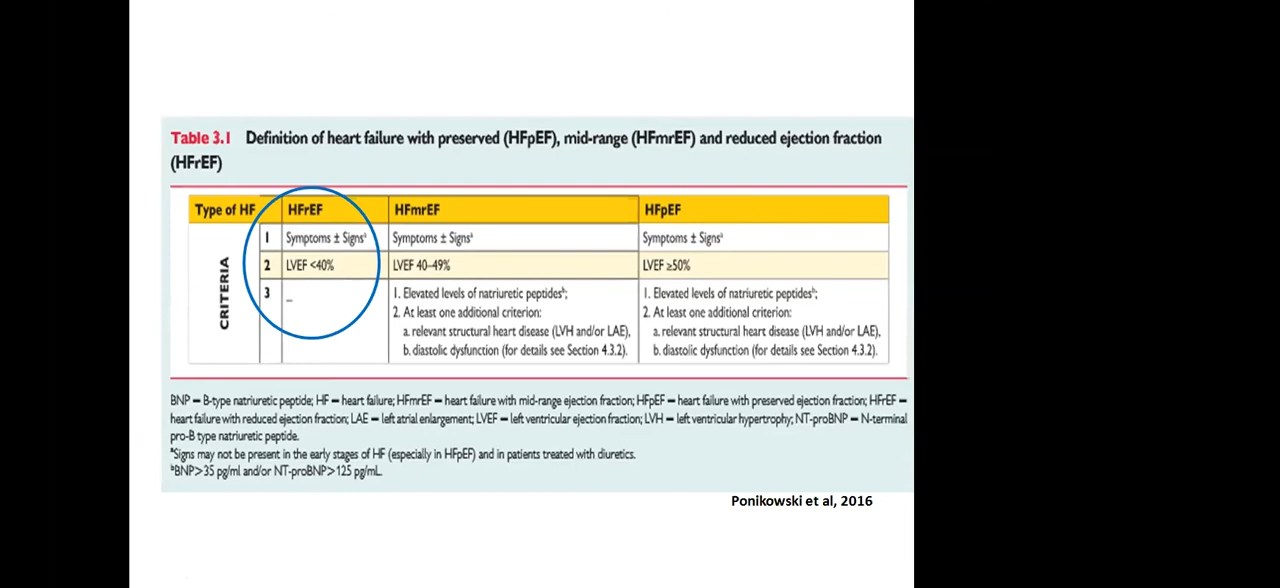 Table 3.1 Definition of heart failure with preserved (HFpEF), mid-range (HFmrEF) and reduced ejection fraction
(HFrEF)
Type of HF HFrEF HFmrEF HFpEF
CRITERIA
1 Symptoms ± Signsᵃ Symptoms ± Signsᵃ Symptoms ± Signsᵃ
2 LVEF <40% LVEF 40–49% LVEF ≥50%
3 – 1. Elevated levels of natriuretic peptidesᵇ; 1. Elevated levels of natriuretic peptidesᵇ;
2. At least one additional criterion: 2. At least one additional criterion:
a. relevant structural heart disease (LVH and/or LAE), a. relevant structural heart disease (LVH and/or LAE),
b. diastolic dysfunction (for details see Section 4.3.2). b. diastolic dysfunction (for details see Section 4.3.2).
BNP = B-type natriuretic peptide; HF = heart failure; HFmrEF = heart failure with mid-range ejection fraction; HFpEF = heart failure with preserved ejection fraction; HFrEF =
heart failure with reduced ejection fraction; LAE = left atrial enlargement; LVEF = left ventricular ejection fraction; LVH = left ventricular hypertrophy; NT-proBNP = N-terminal
pro-B type natriuretic peptide.
ᵃSigns may not be present in the early stages of HF (especially in HFpEF) and in patients treated with diuretics.
ᵇBNP>35 pg/ml and/or NT-proBNP>125 pg/mL.
Ponikowski et al, 2016